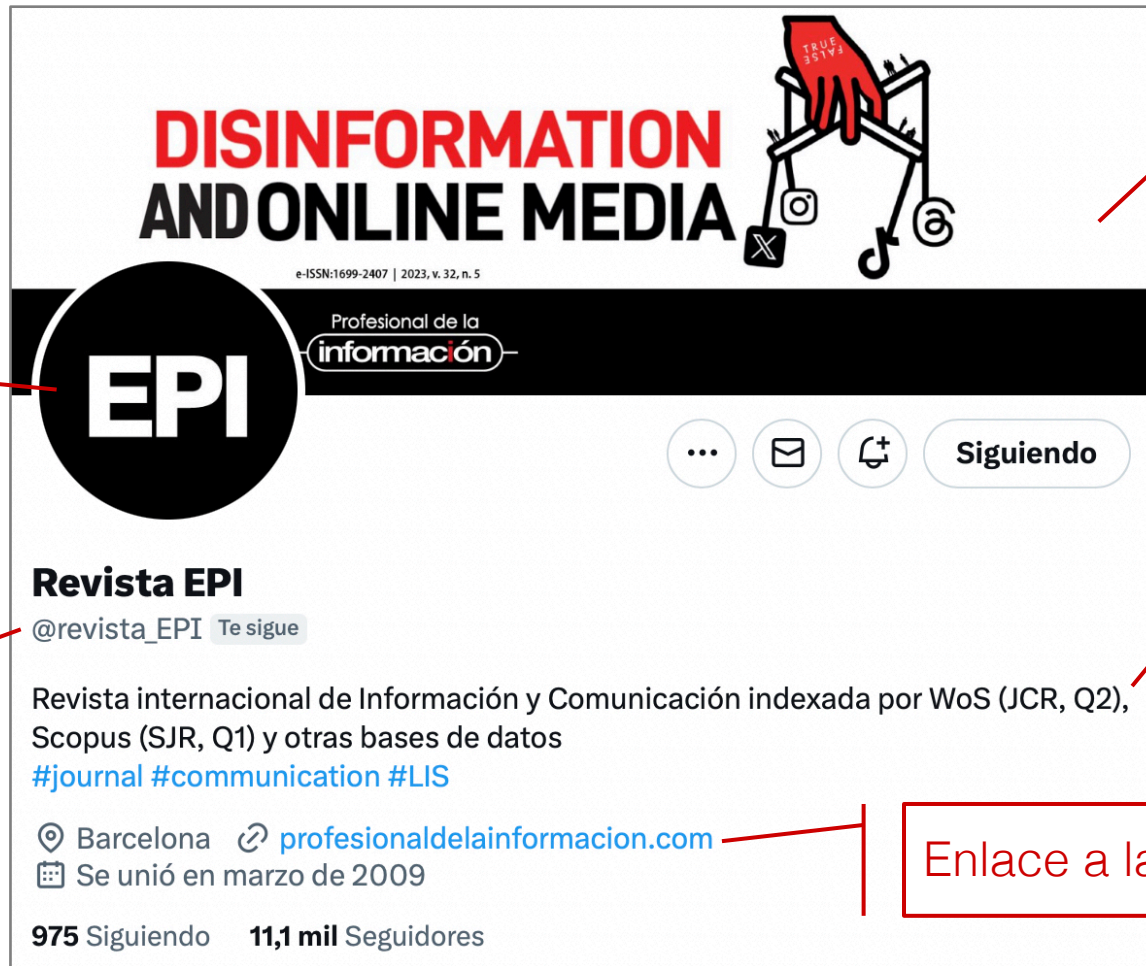 TRUE
FALSE
DISINFORMATION
AND ONLINE MEDIA
e-ISSN:1699-2407 | 2023, v. 32, n. 5
Profesional de la
información
EPI
Siguiendo
Revista EPI
@revista_EPI Te sigue
Revista internacional de Información y Comunicación indexada por WoS (JCR, Q2),
Scopus (SJR, Q1) y otras bases de datos
#journal #communication #LIS
Barcelona profesionaldelainformacion.com
Enlace a la
Se unió en marzo de 2009
975 Siguiendo 11,1 mil Seguidores